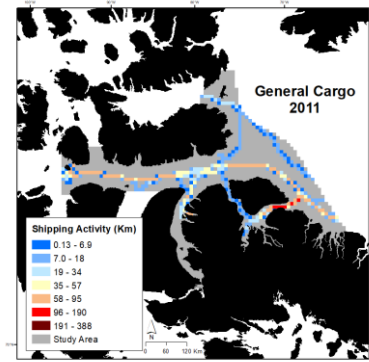 General Cargo
2011
Shipping Activity (Km)
0.13 - 6.9
7.0 - 18
19 - 34
35 - 57
58 - 95
96 - 190
191 - 388
Study Area
N
0 60 120 Km